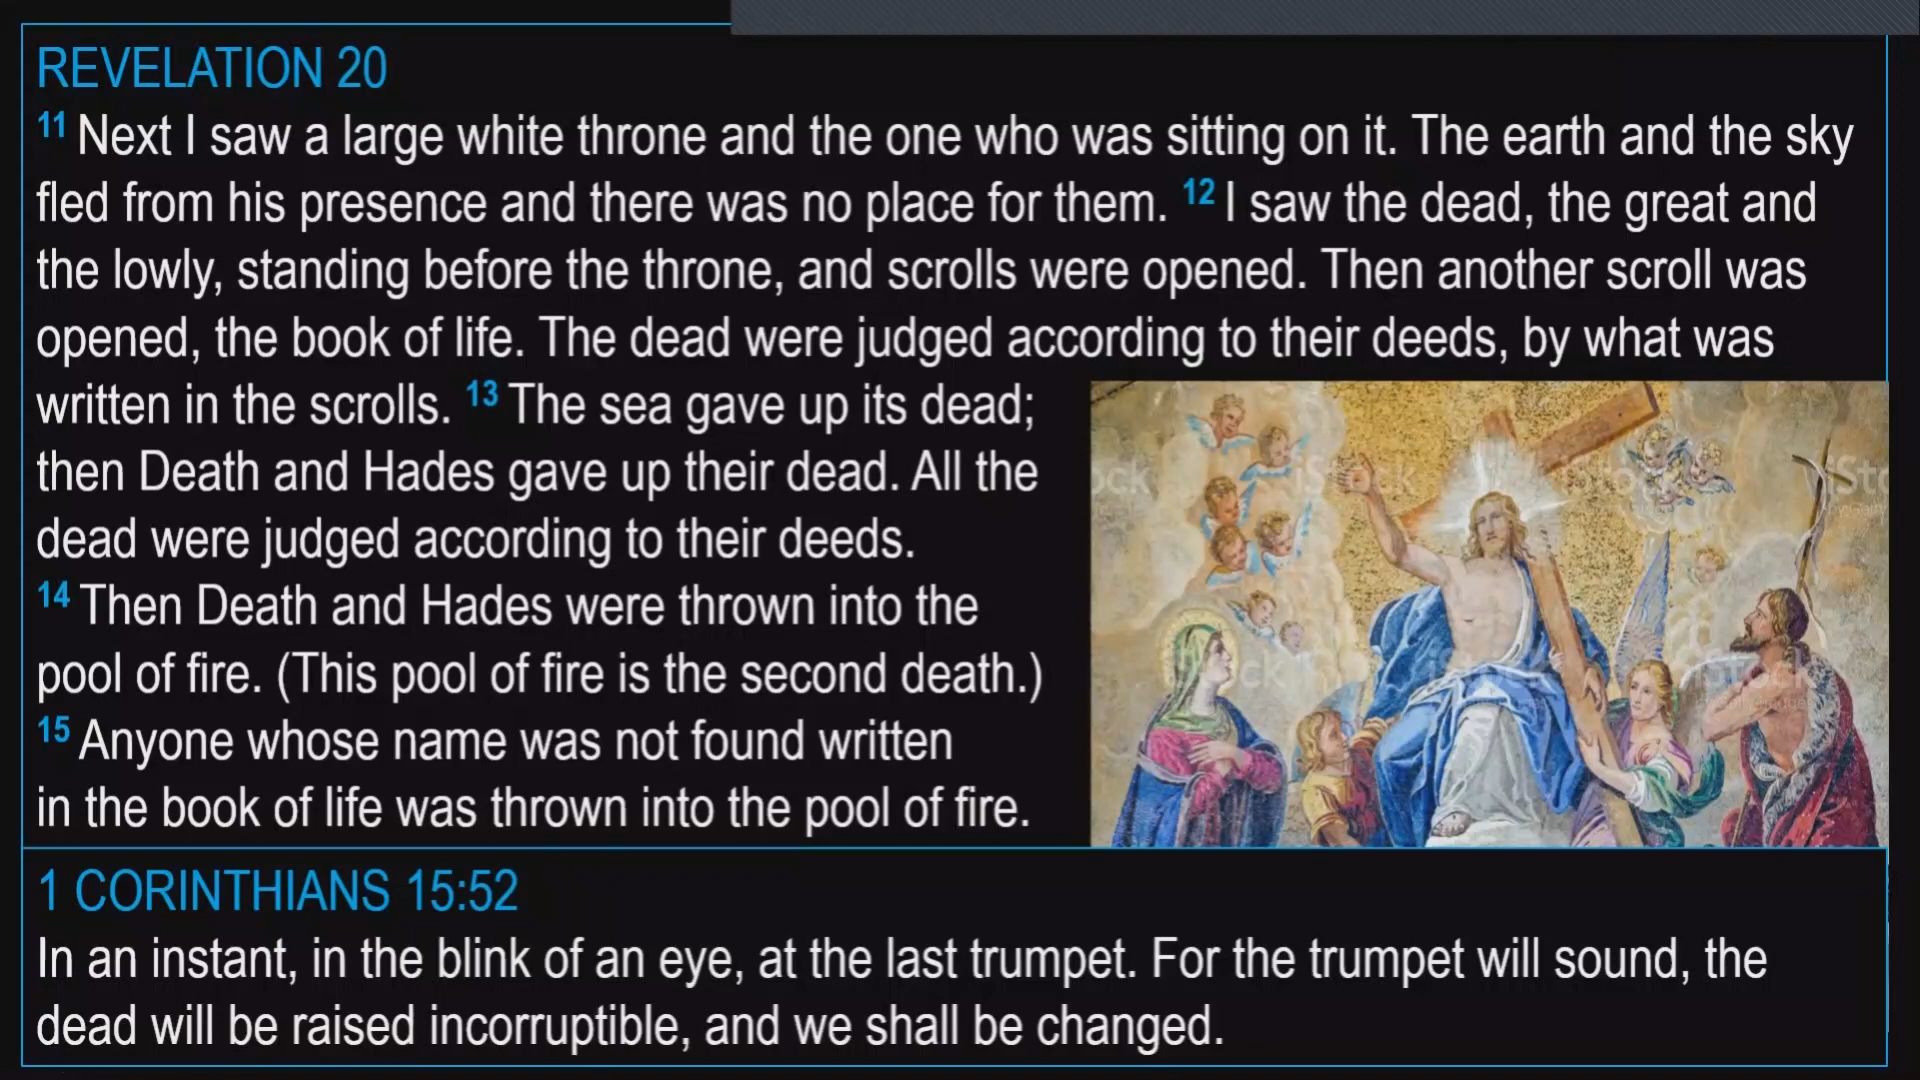 REVELATION 20
11 Next I saw a large white throne and the one who was sitting on it. The earth and the sky
fled from his presence and there was no place for them. 12 I saw the dead, the great and
the lowly, standing before the throne, and scrolls were opened. Then another scroll was
opened, the book of life. The dead were judged according to their deeds, by what was
written in the scrolls. 13 The sea gave up its dead;
then Death and Hades gave up their dead. All the
dead were judged according to their deeds.
14 Then Death and Hades were thrown into the
pool of fire. (This pool of fire is the second death.)
15 Anyone whose name was not found written
in the book of life was thrown into the pool of fire.
iStock
iStock
1 CORINTHIANS 15:52
In an instant, in the blink of an eye, at the last trumpet. For the trumpet will sound, the
dead will be raised incorruptible, and we shall be changed.